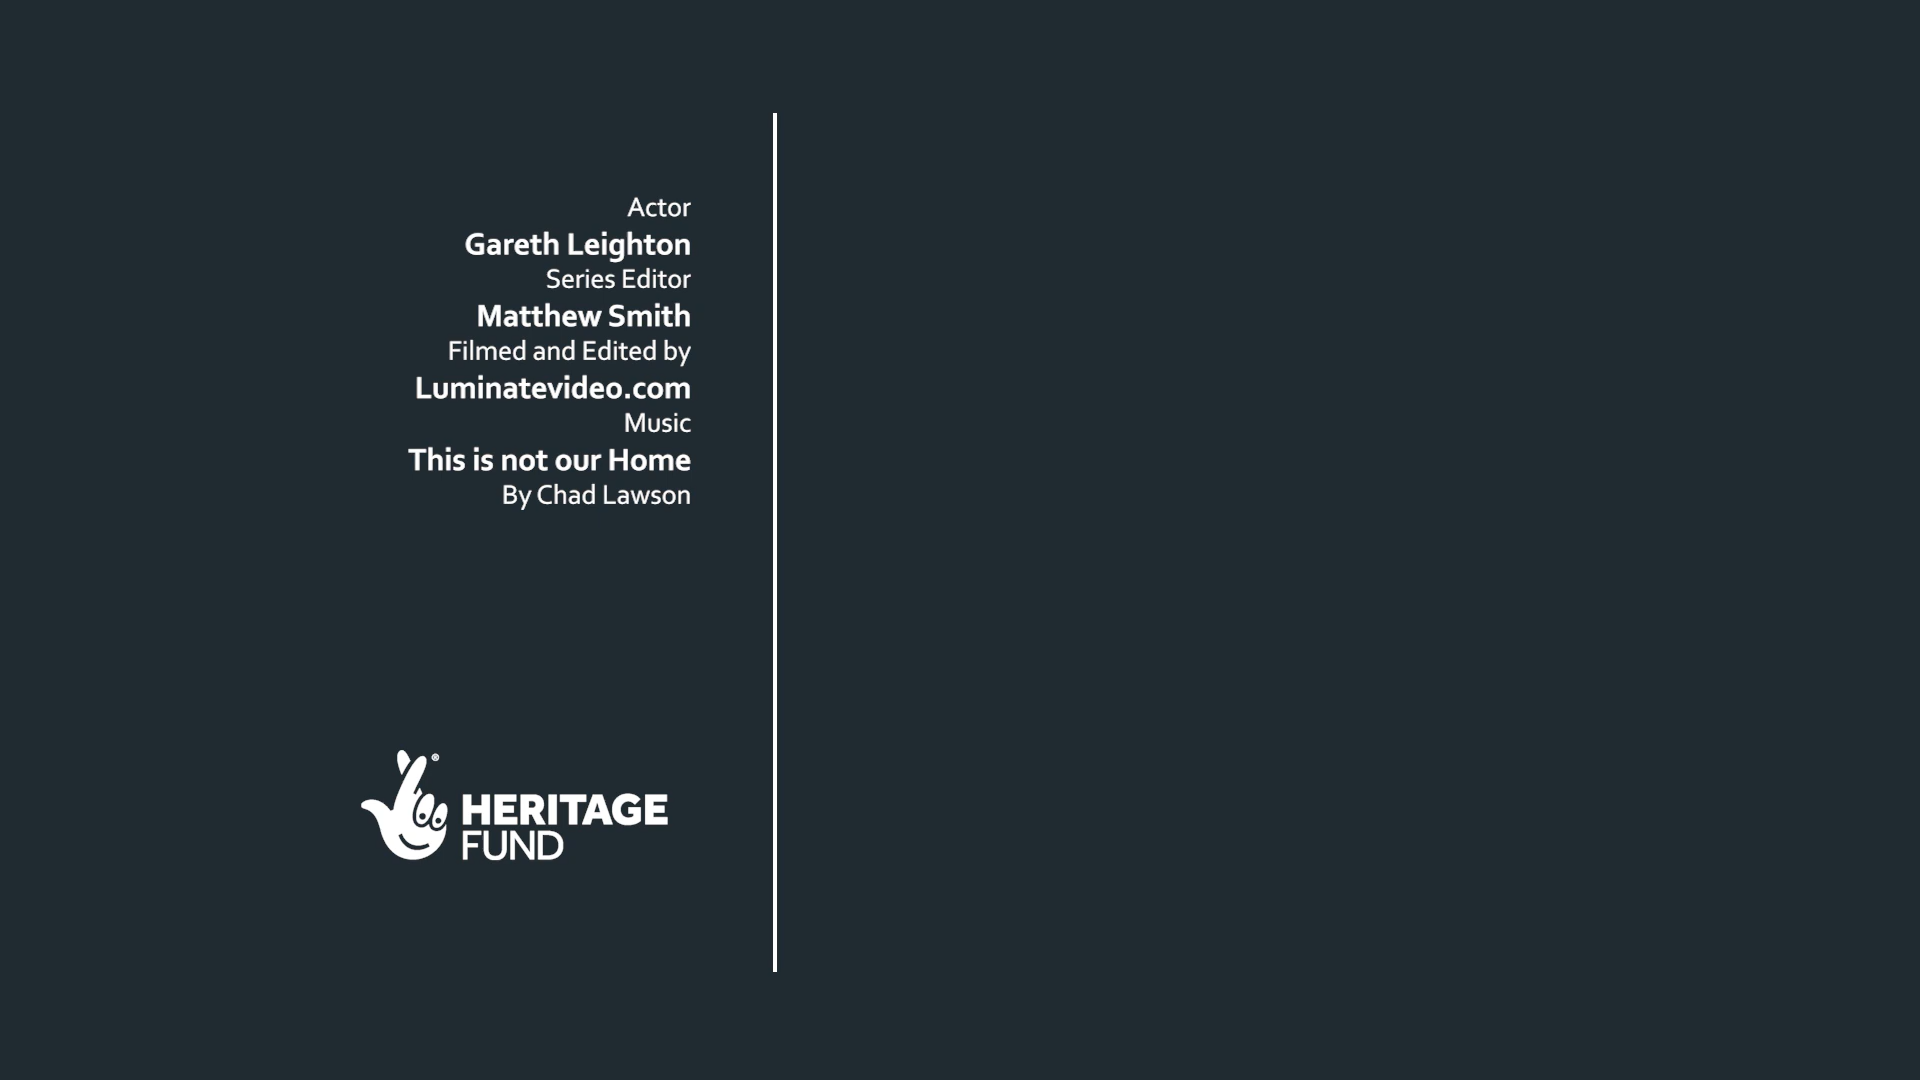 Actor
Gareth Leighton
Series Editor
Matthew Smith
Filmed and Edited by
Luminatevideo.com
Music
This is not our Home
By Chad Lawson
®
HERITAGE
FUND